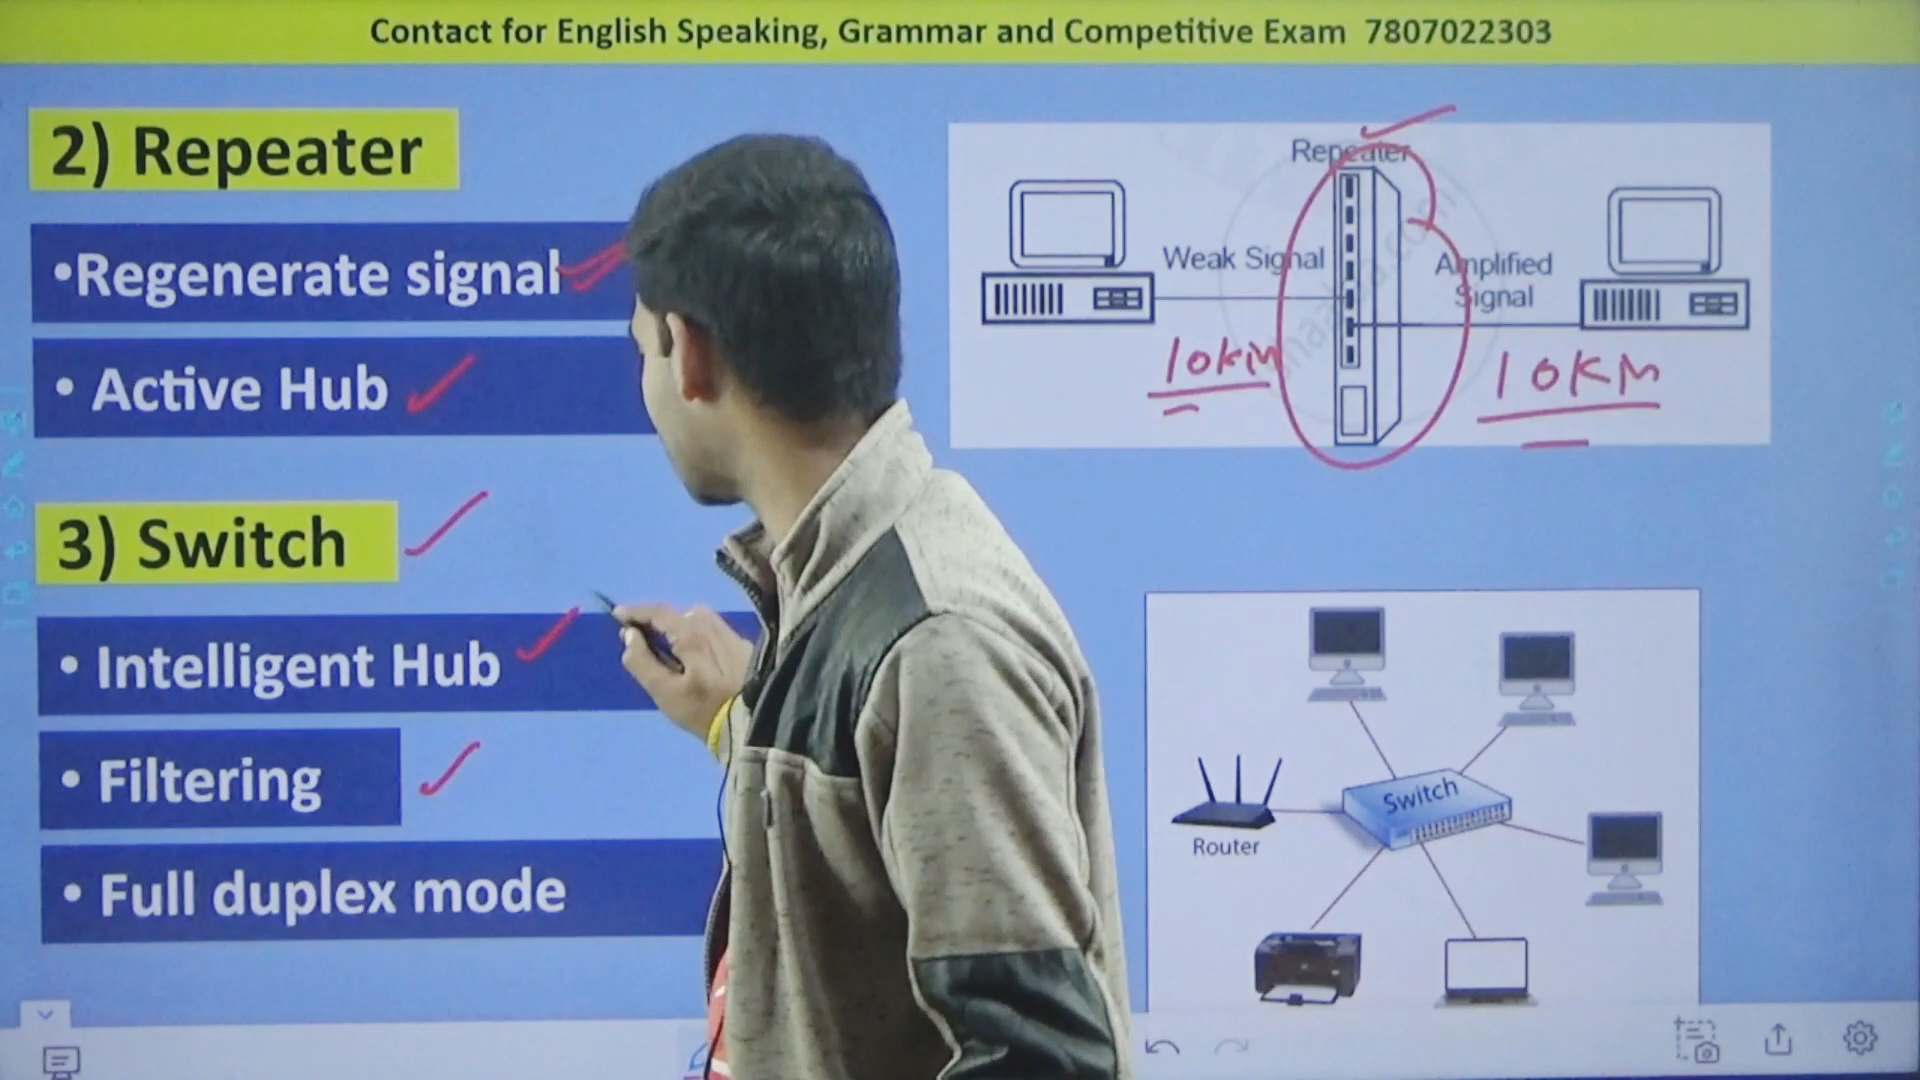 Contact for English Speaking, Grammar and Competitive Exam 7807022303
2) Repeater
•Regenerate signal
• Active Hub
3) Switch
• Intelligent Hub
• Filtering
• Full duplex mode
Repeater
Weak Signal
Amplified
Signal
10KM
10KM
Switch
Router